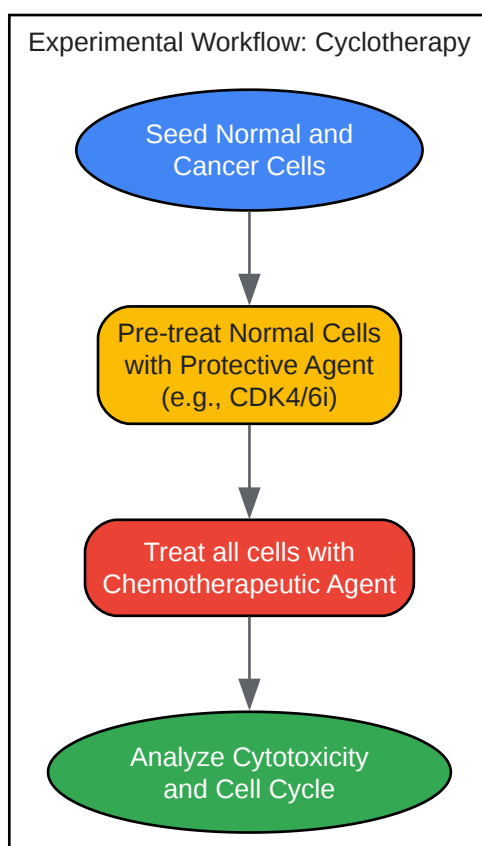 Experimental Workflow: Cyclotherapy
Seed Normal and
Cancer Cells
Pre-treat Normal Cells
with Protective Agent
(e.g., CDK4/6i)
Treat all cells with
Chemotherapeutic Agent
Analyze Cytotoxicity
and Cell Cycle